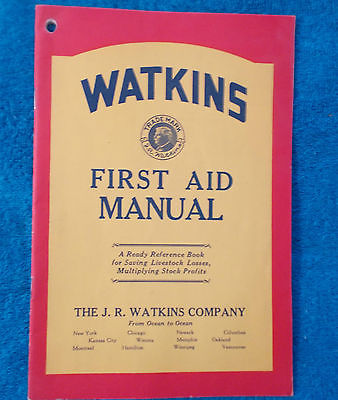 WATKINS
TRADE MARK
J.R. Watkins
FIRST AID
MANUAL
A Ready Reference Book
for Saving Livestock Losses,
Multiplying Stock Profits
THE J. R. WATKINS COMPANY
From Ocean to Ocean
New York Chicago Newark Columbus
Kansas City Winona Memphis Oakland
Montreal Hamilton Winnipeg Vancouver